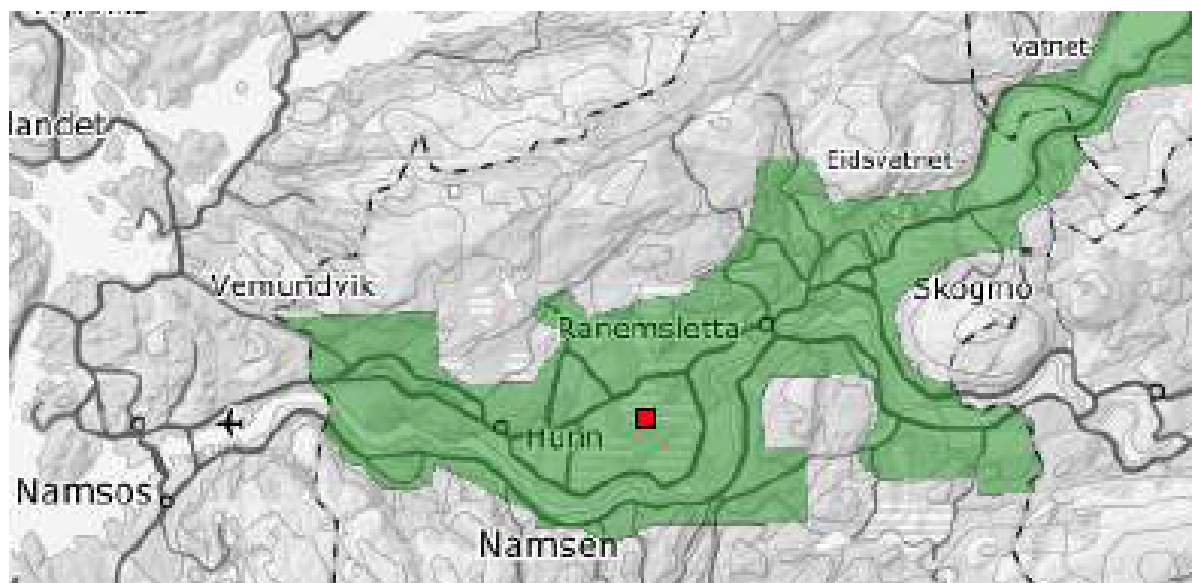 vatnet
landet
Eidsvatnet
Vemundvik
Skogmo
Ranemsletta
Hunn
Namsos
Namsen